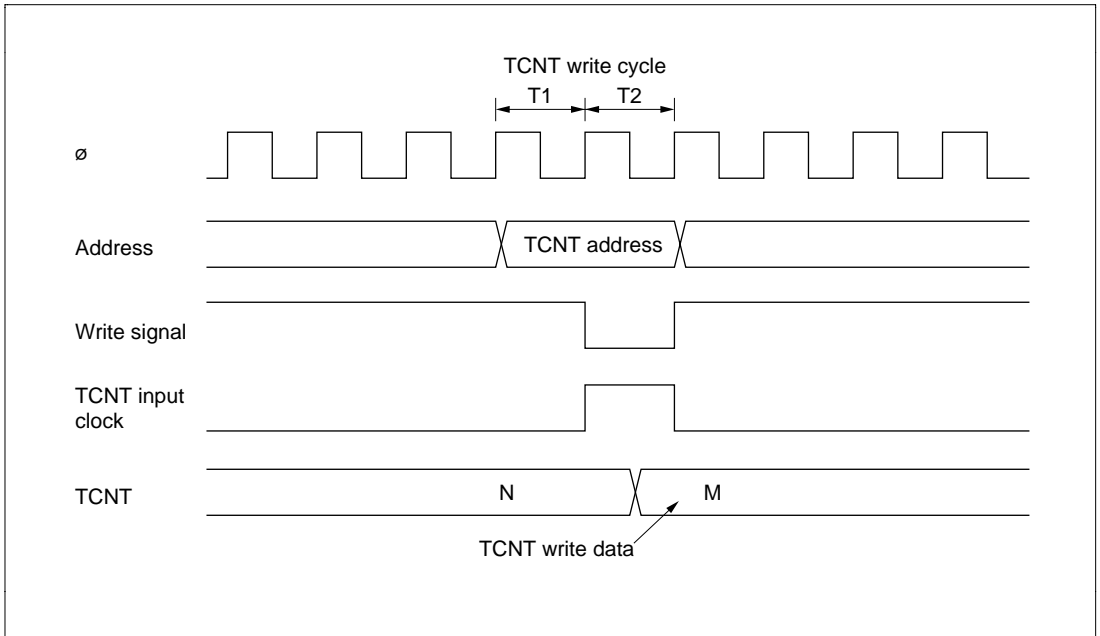 TCNT write cycle
T1 T2
ø
Address
TCNT address
Write signal
TCNT input
clock
TCNT
N
M
TCNT write data